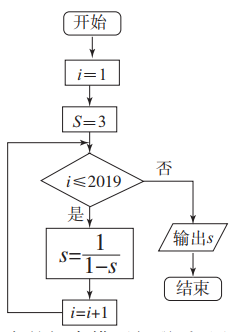 开始
i=1
S=3
i≤2019
否
是
s=1/(1-s)
输出s
i=i+1
结束